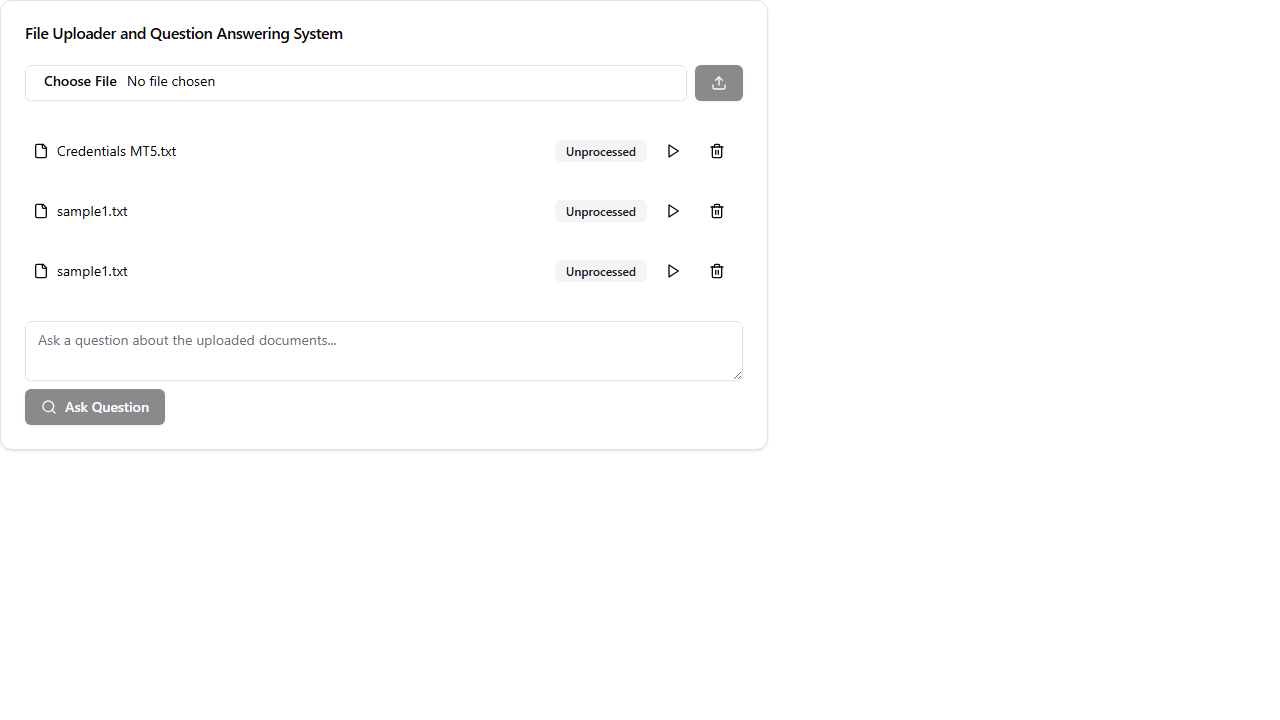 File Uploader and Question Answering System
Choose File No file chosen
Credentials MT5.txt Unprocessed
sample1.txt Unprocessed
sample1.txt Unprocessed
Ask a question about the uploaded documents...
Ask Question